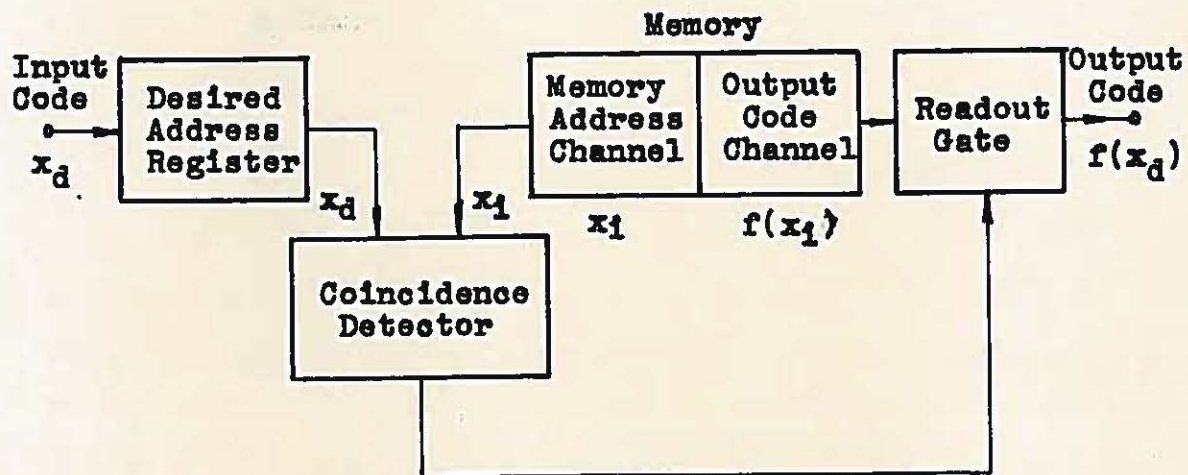 Memory
Input
Code
x_d
Desired
Address
Register
Memory
Address
Channel
Output
Code
Channel
Readout
Gate
Output
Code
f(x_d)
x_d
x_i
x_i
f(x_i)
Coincidence
Detector